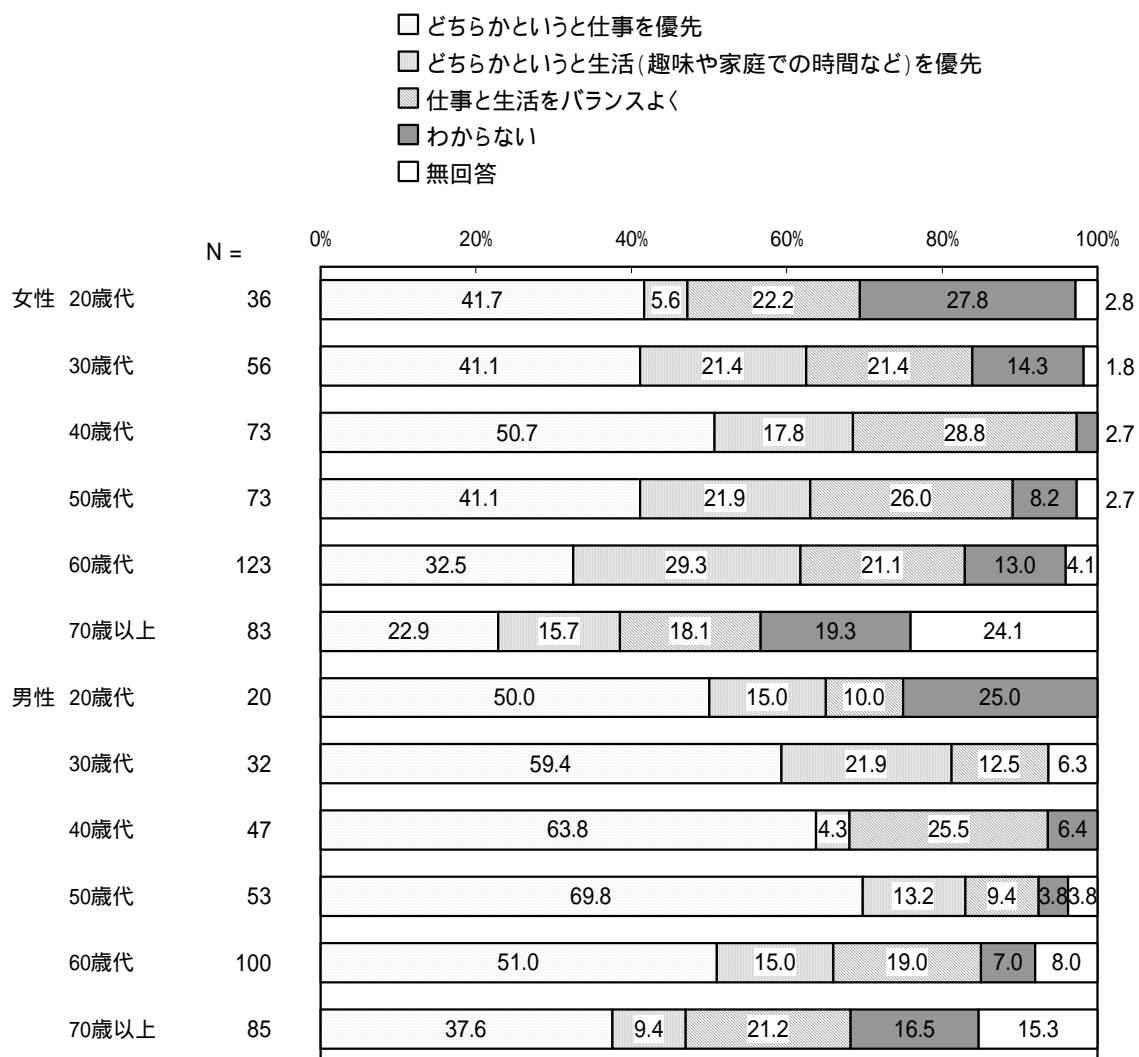 どちらかというと仕事を優先
どちらかというと生活(趣味や家庭での時間など)を優先
仕事と生活をバランスよく
わからない
無回答
N = 0% 20% 40% 60% 80% 100%
女性 20歳代 36 41.7 5.6 22.2 27.8 2.8
30歳代 56 41.1 21.4 21.4 14.3 1.8
40歳代 73 50.7 17.8 28.8 2.7
50歳代 73 41.1 21.9 26.0 8.2 2.7
60歳代 123 32.5 29.3 21.1 13.0 4.1
70歳以上 83 22.9 15.7 18.1 19.3 24.1
男性 20歳代 20 50.0 15.0 10.0 25.0
30歳代 32 59.4 21.9 12.5 6.3
40歳代 47 63.8 4.3 25.5 6.4
50歳代 53 69.8 13.2 9.4 3.8 3.8
60歳代 100 51.0 15.0 19.0 7.0 8.0
70歳以上 85 37.6 9.4 21.2 16.5 15.3